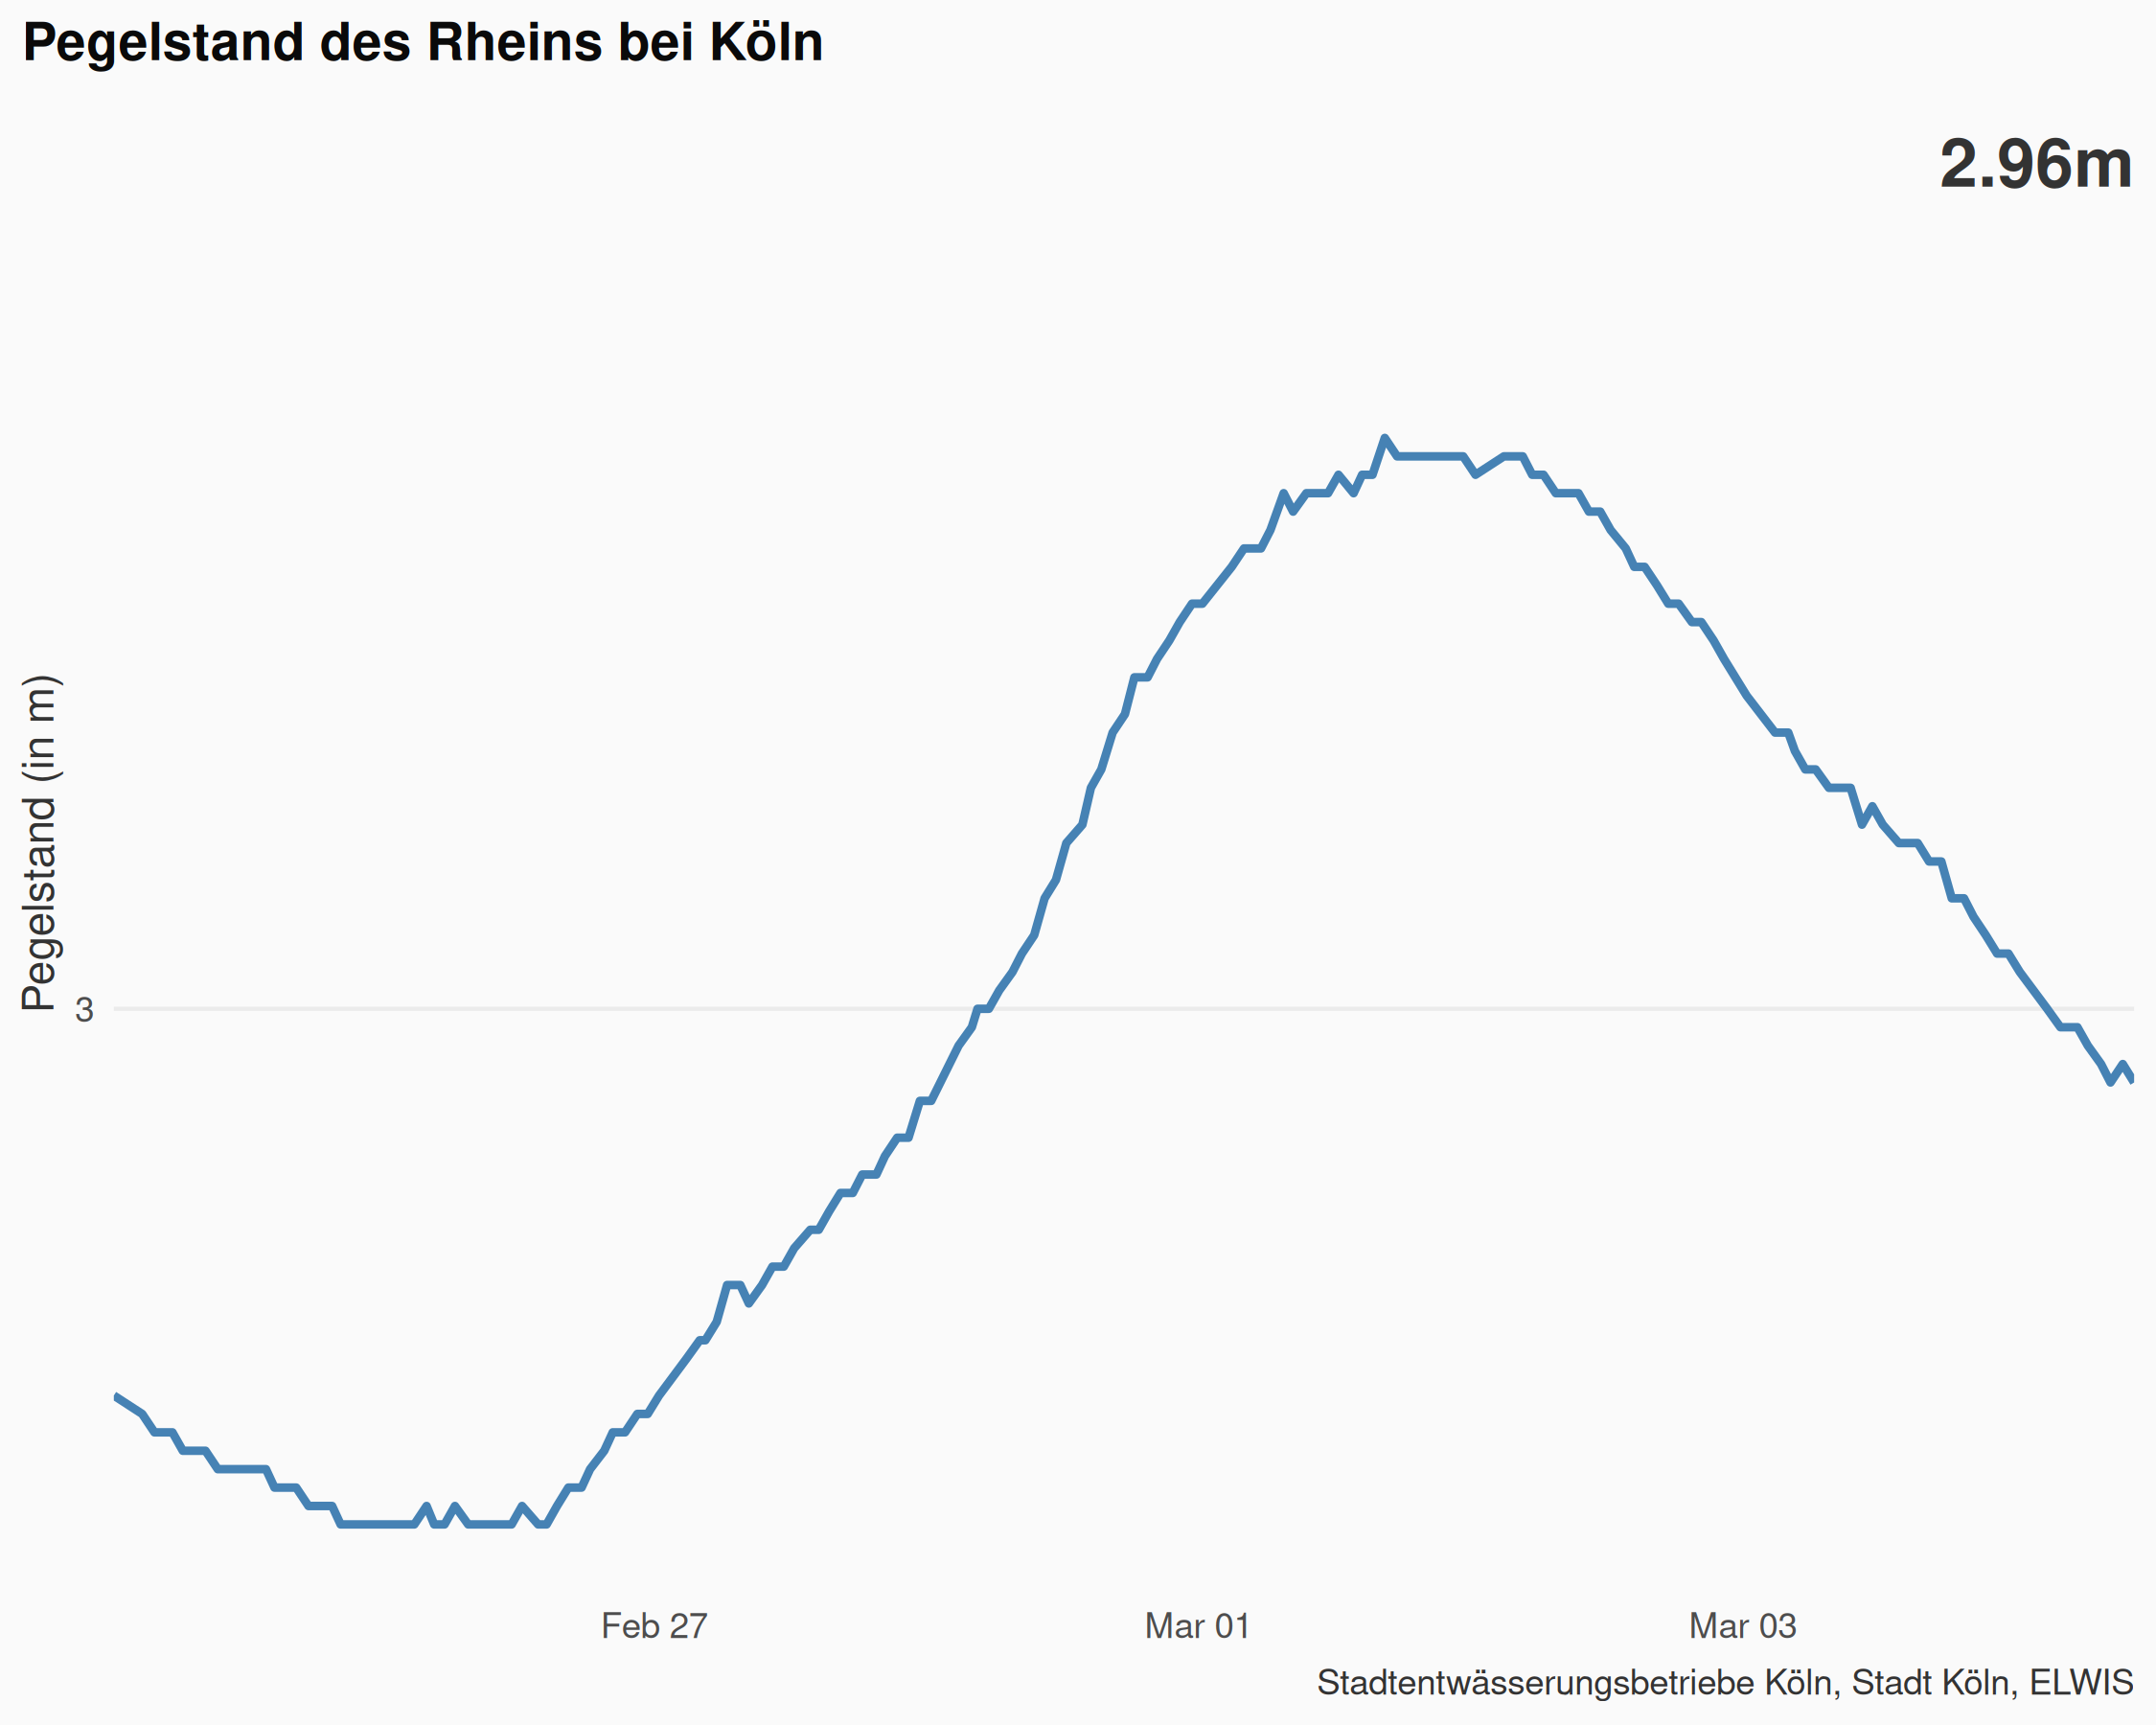 Pegelstand des Rheins bei Köln
2.96m
Pegelstand (in m)
3
Feb 27
Mar 01
Mar 03
Stadtentwässerungsbetriebe Köln, Stadt Köln, ELWIS